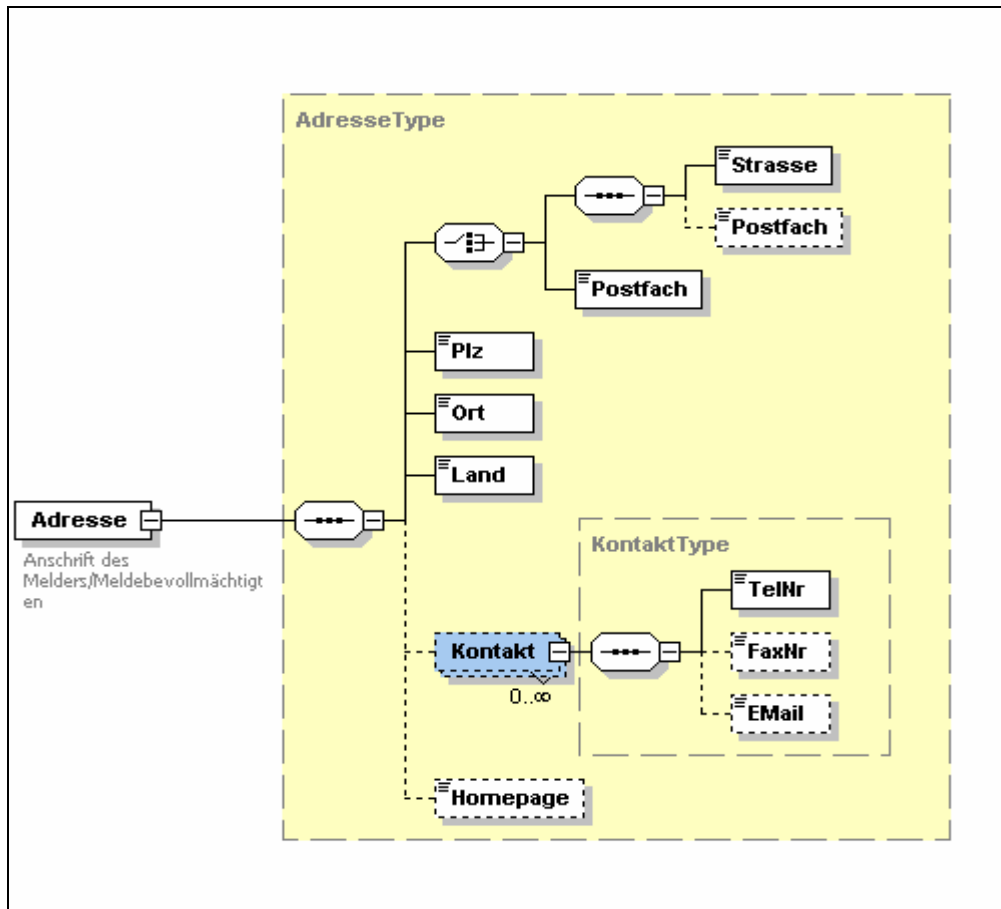 AdresseType
Strasse
Postfach
Postfach
Plz
Ort
Land
Adresse
Anschrift des
Melders/Meldebevollmächtigt
en
KontaktType
TelNr
Kontakt
FaxNr
0..∞
EMail
Homepage